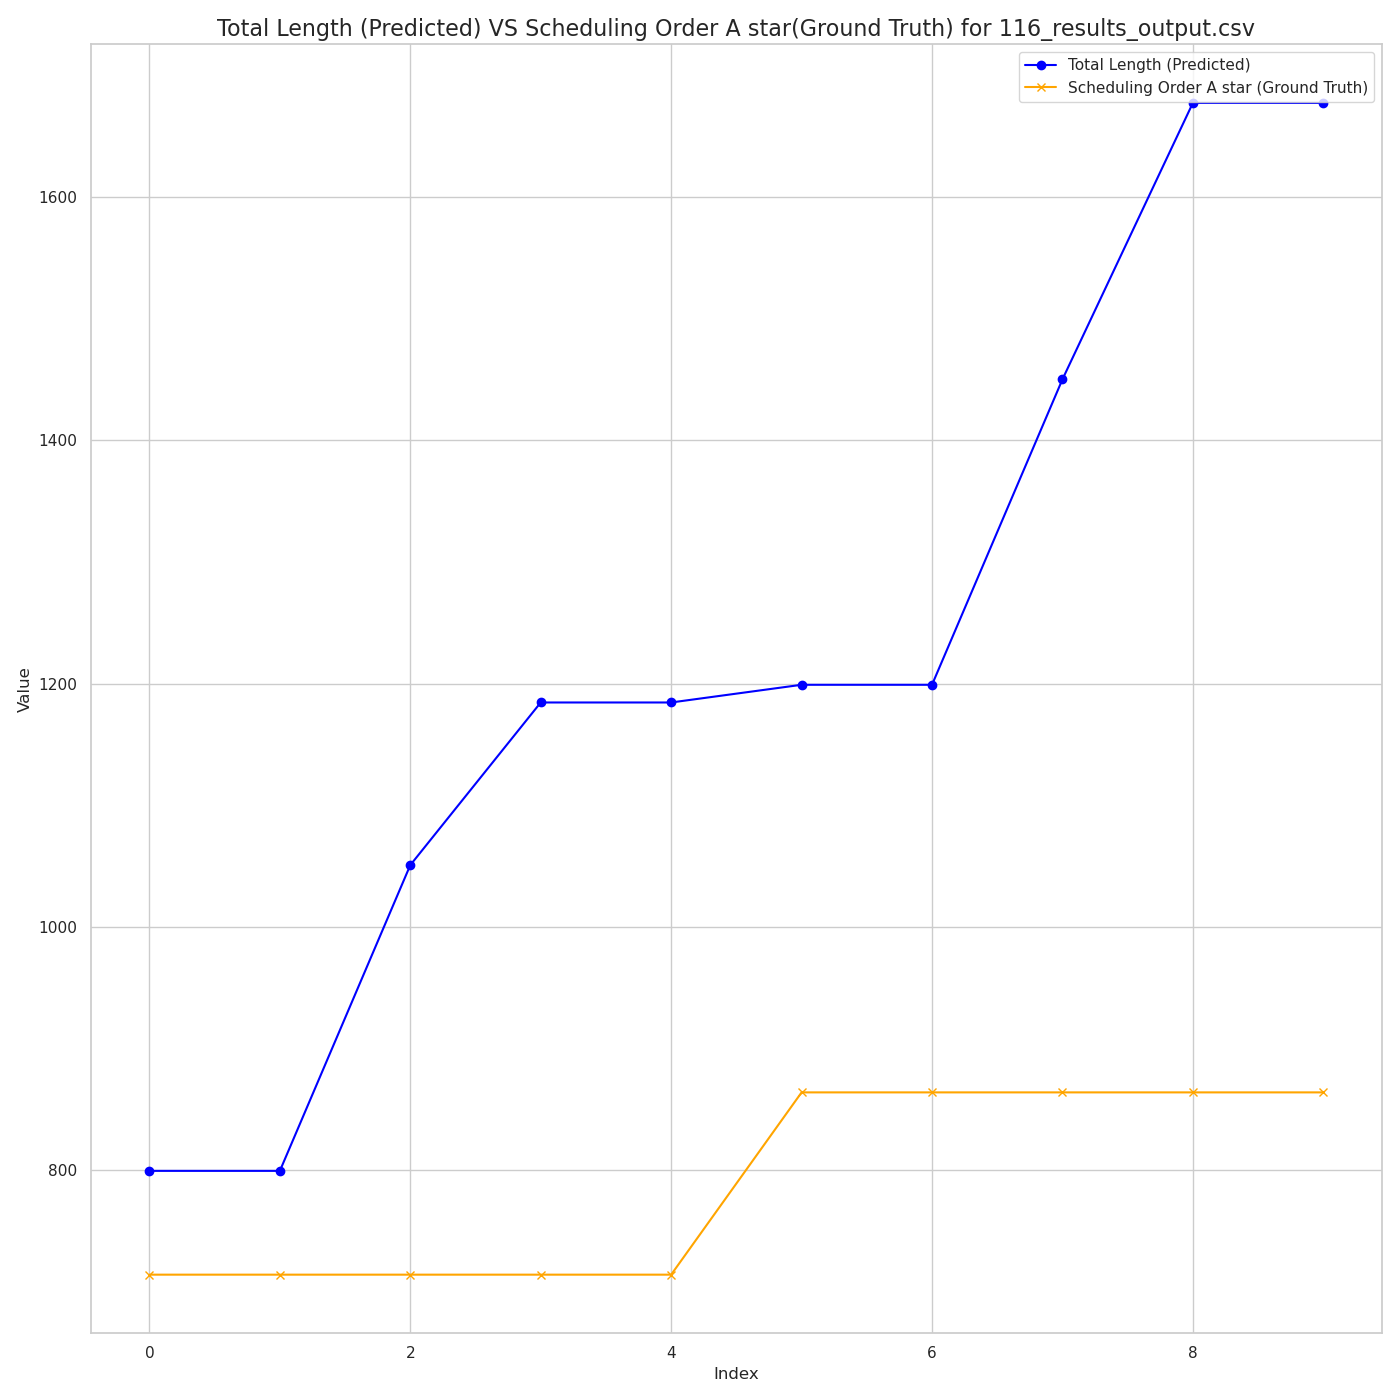 Total Length (Predicted) VS Scheduling Order A star(Ground Truth) for 116_results_output.csv
Total Length (Predicted)
Scheduling Order A star (Ground Truth)
1600
1400
1200
1000
800
Value
0 2 4 6 8
Index